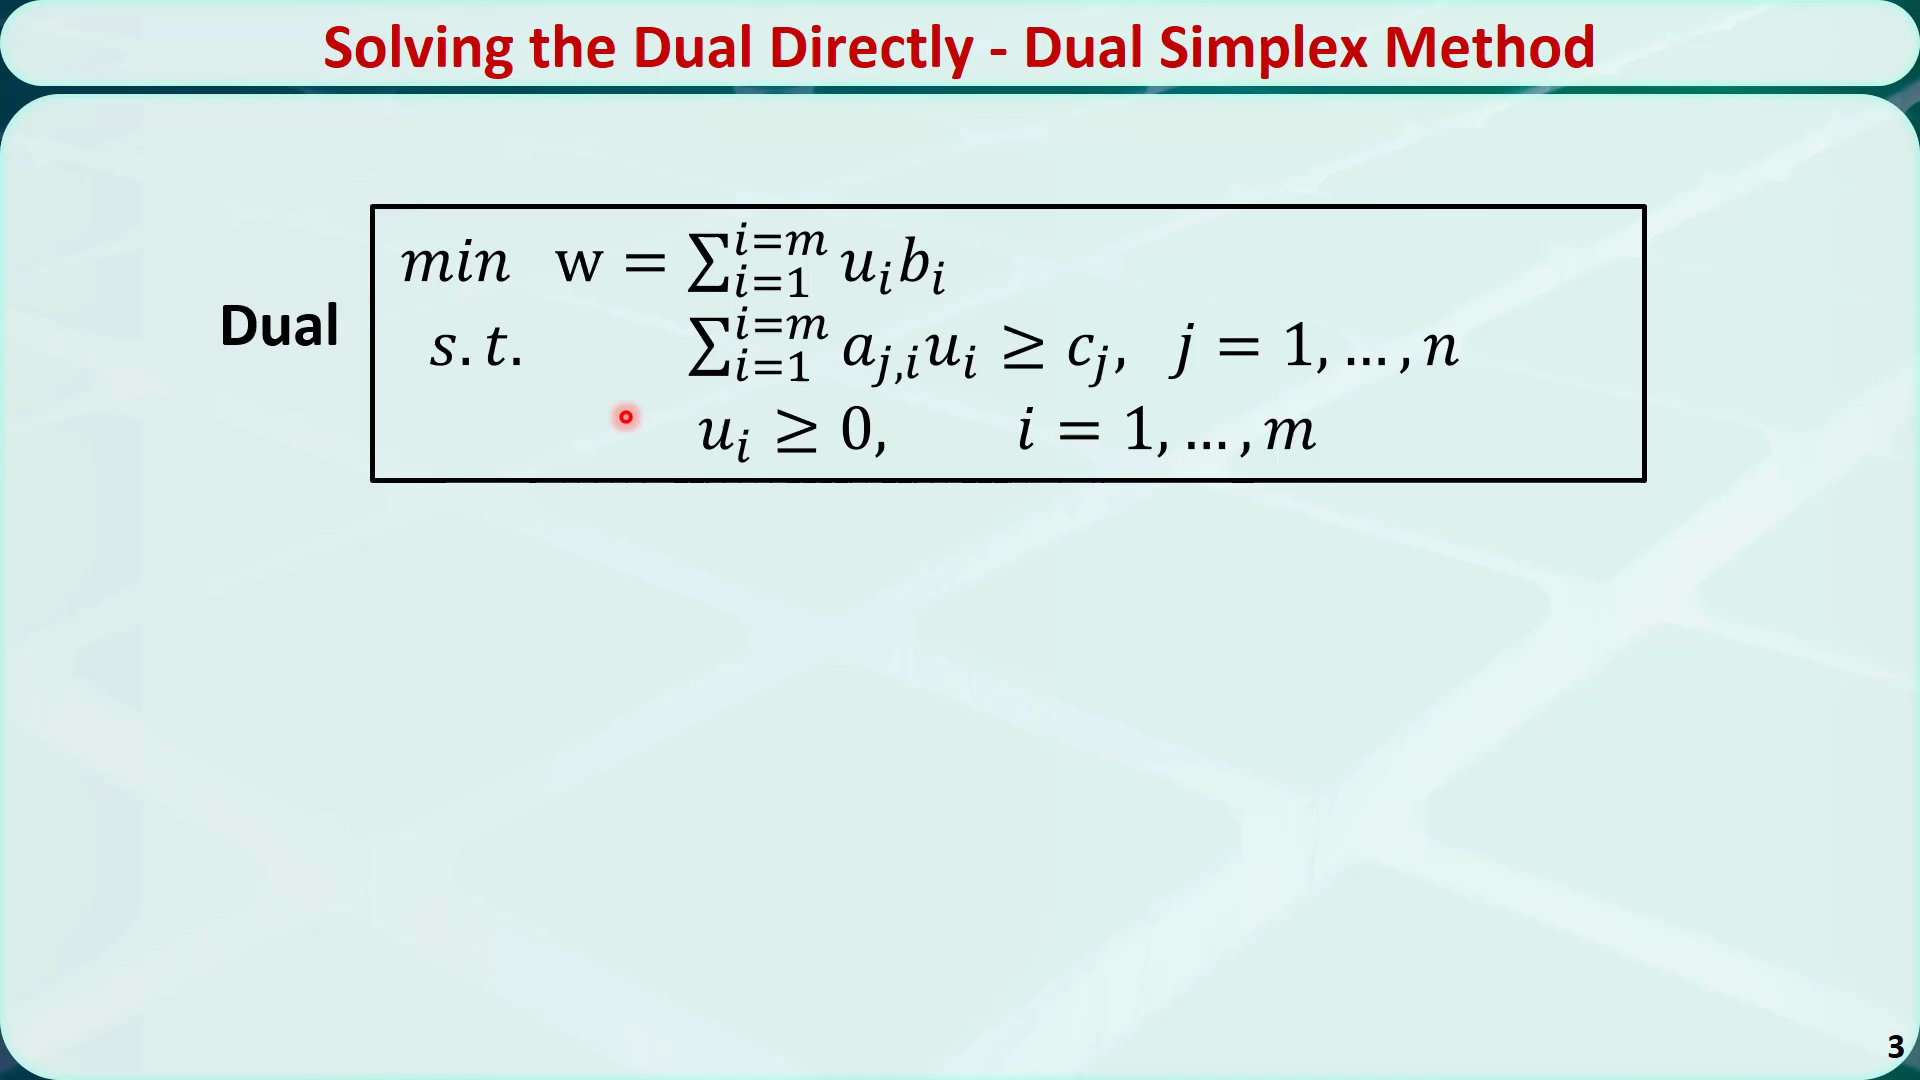 Solving the Dual Directly - Dual Simplex Method
Dual
min w = ∑_{i=1}^{i=m} u_i b_i
s.t. ∑_{i=1}^{i=m} a_{j,i} u_i ≥ c_j, j = 1, … , n
u_i ≥ 0, i = 1, … , m
3